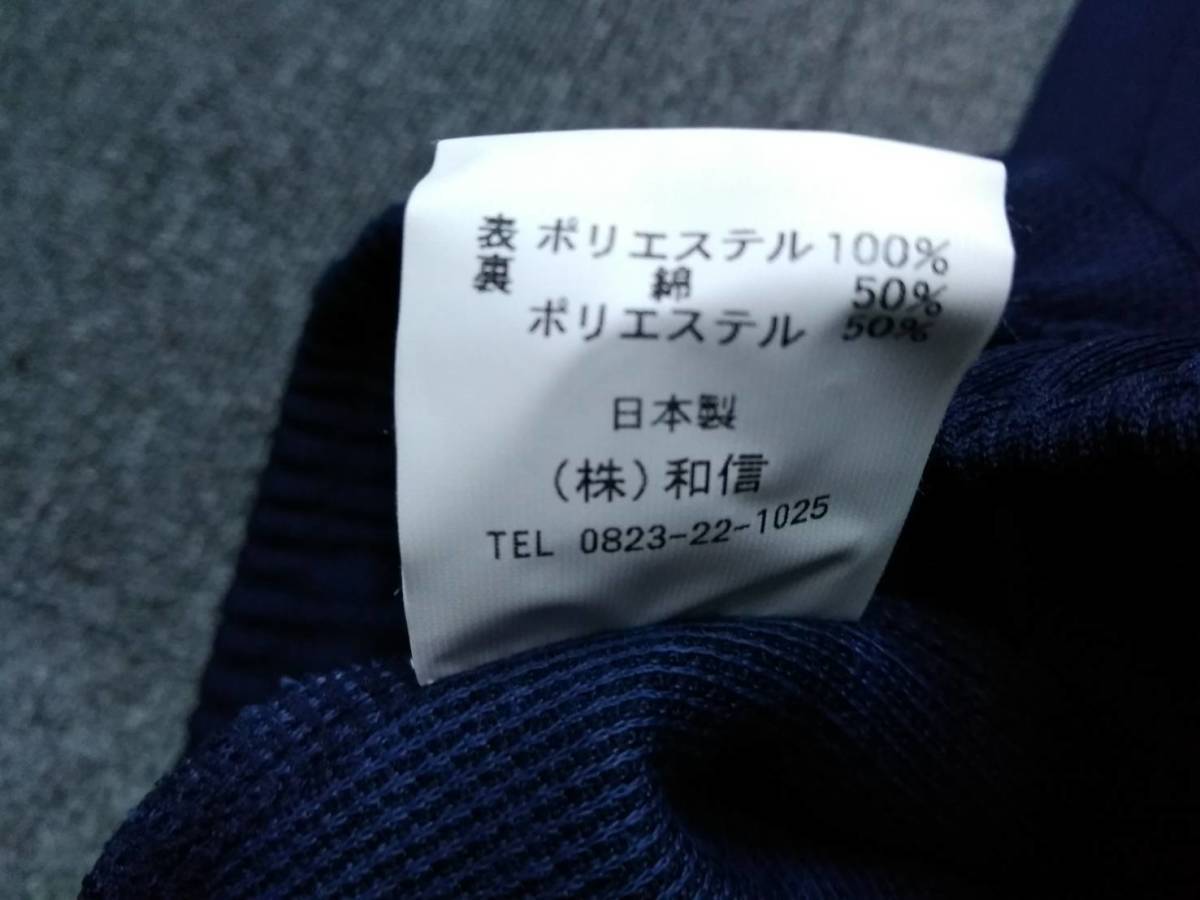 表 ポリエステル 100%
裏 綿 50%
ポリエステル 50%
日本製
(株)和信
TEL 0823-22-1025